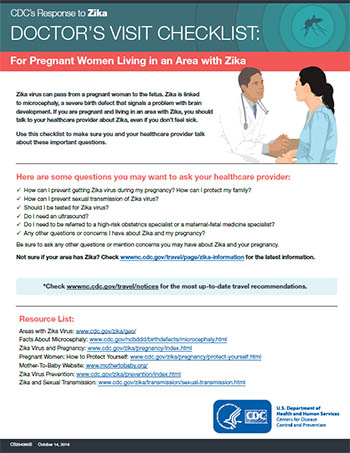 CDC's Response to Zika
DOCTOR'S VISIT CHECKLIST:
For Pregnant Women Living in an Area with Zika
Zika virus can pass from a pregnant woman to the fetus. Zika is linked
to microcephaly, a severe birth defect that signals a problem with brain
development. If you are pregnant and living in an area with Zika, you should
talk to your healthcare provider about Zika, even if you don't feel sick.
Use this checklist to make sure you and your healthcare provider talk
about these important questions.
Here are some questions you may want to ask your healthcare provider:
✓ How can I prevent getting Zika virus during my pregnancy? How can I protect my family?
✓ How can I prevent sexual transmission of Zika virus?
✓ Should I be tested for Zika virus?
✓ Do I need an ultrasound?
✓ Do I need to be referred to a high-risk obstetrics specialist or a maternal-fetal medicine specialist?
✓ Any other questions or concerns I have about Zika and my pregnancy?
Be sure to ask any other questions or mention concerns you may have about Zika and your pregnancy.
Not sure if your area has Zika? Check wwwnc.cdc.gov/travel/page/zika-information for the latest information.
*Check wwwnc.cdc.gov/travel/notices for the most up-to-date travel recommendations.
Resource List:
Areas with Zika Virus: www.cdc.gov/zika/geo/
Facts About Microcephaly: www.cdc.gov/ncbddd/birthdefects/microcephaly.html
Zika Virus and Pregnancy: www.cdc.gov/zika/pregnancy/index.html
Pregnant Women: How to Protect Yourself: www.cdc.gov/zika/pregnancy/protect-yourself.html
Mother-To-Baby Website: www.mothertobaby.org/
Zika Virus Prevention: www.cdc.gov/zika/prevention/index.html
Zika and Sexual Transmission: www.cdc.gov/zika/transmission/sexual-transmission.html
CDC
U.S. Department of
Health and Human Services
Centers for Disease
Control and Prevention
October 14, 2016